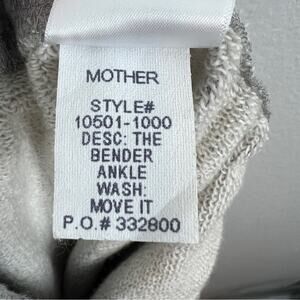 MOTHER
STYLE#
10501-1000
DESC: THE
BENDER
ANKLE
WASH:
MOVE IT
P.O.# 332800